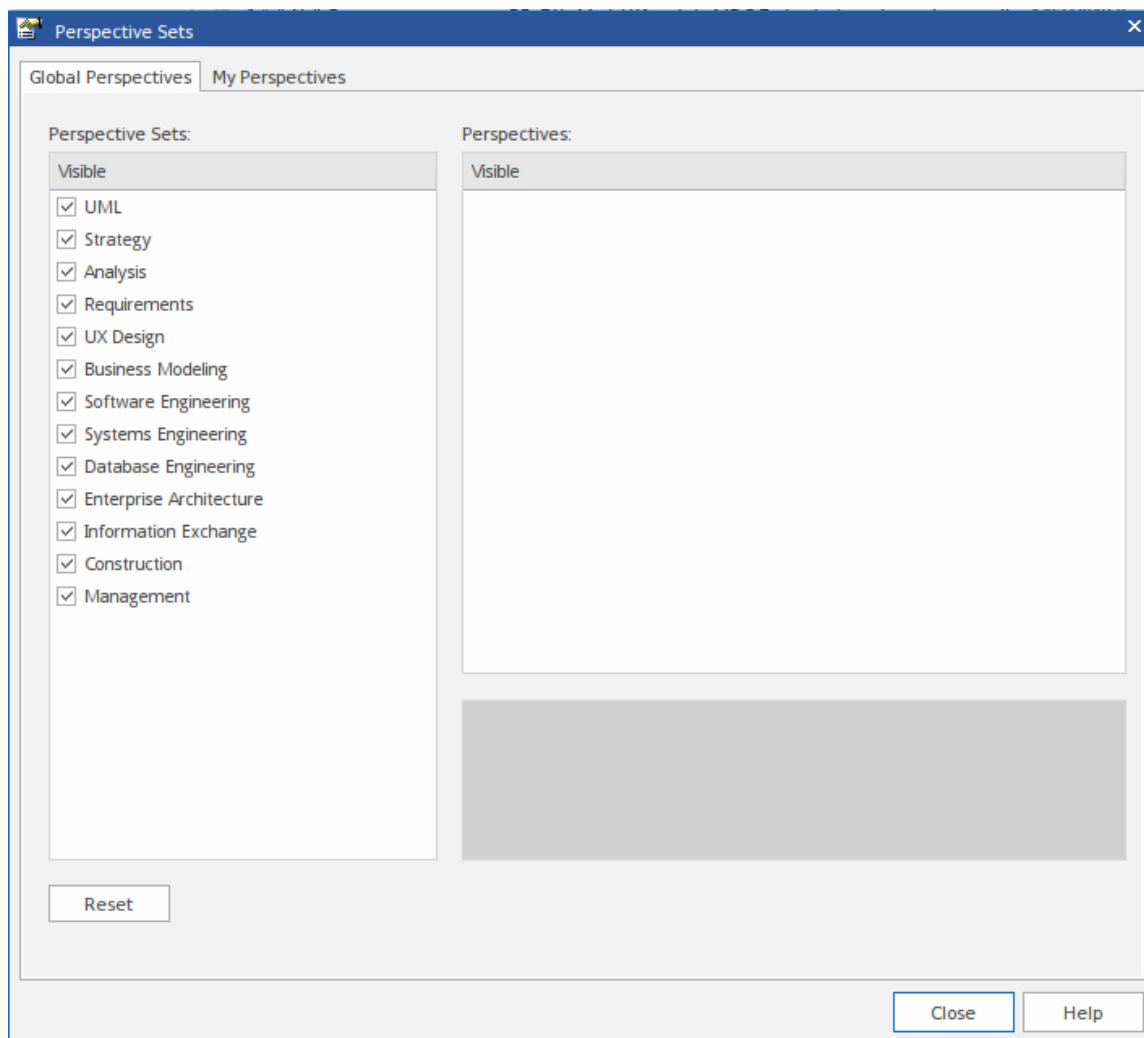 Perspective Sets
Global Perspectives
My Perspectives
Perspective Sets:
Visible
UML
Strategy
Analysis
Requirements
UX Design
Business Modeling
Software Engineering
Systems Engineering
Database Engineering
Enterprise Architecture
Information Exchange
Construction
Management
Perspectives:
Visible
Reset
Close
Help